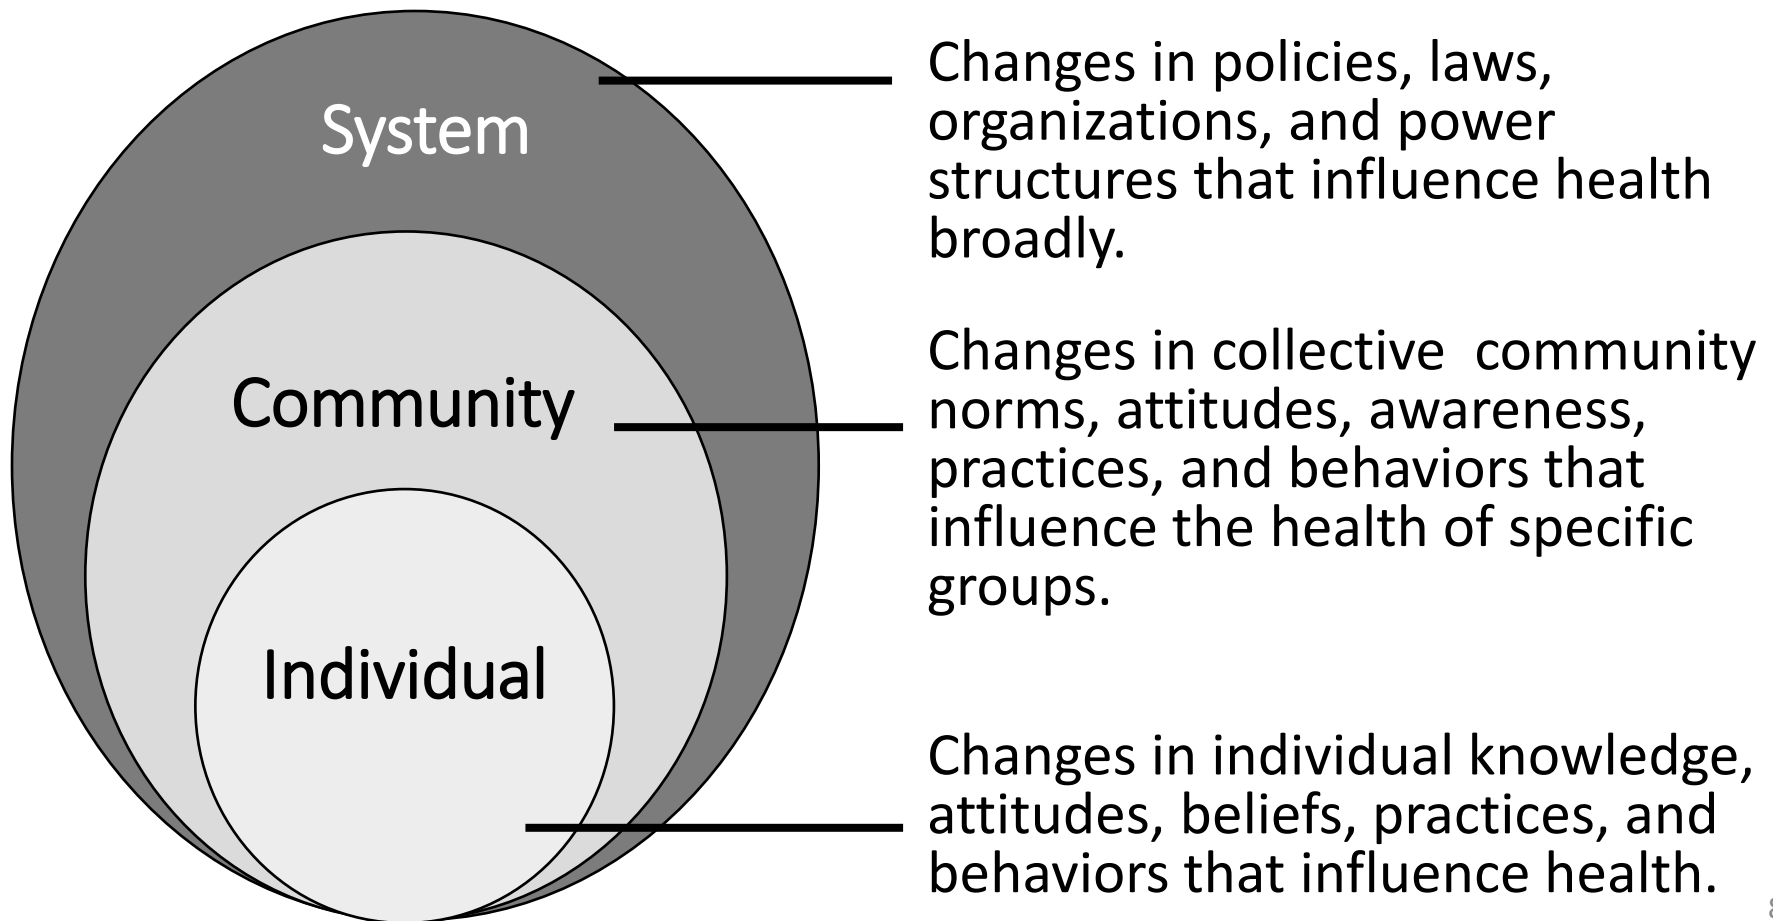 System
Changes in policies, laws,
organizations, and power
structures that influence health
broadly.
Community
Changes in collective  community
norms, attitudes, awareness,
practices, and behaviors that
influence the health of specific
groups.
Individual
Changes in individual knowledge,
attitudes, beliefs, practices, and
behaviors that influence health.